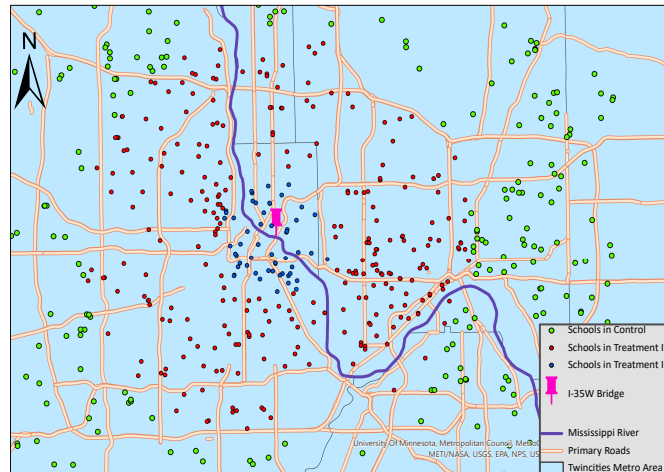 N
Schools in Control
Schools in Treatment I
Schools in Treatment I
I-35W Bridge
Mississippi River
Primary Roads
Twincities Metro Area
University Of Minnesota, Metropolitan Council,
METI/NASA, USGS, EPA, NPS, US